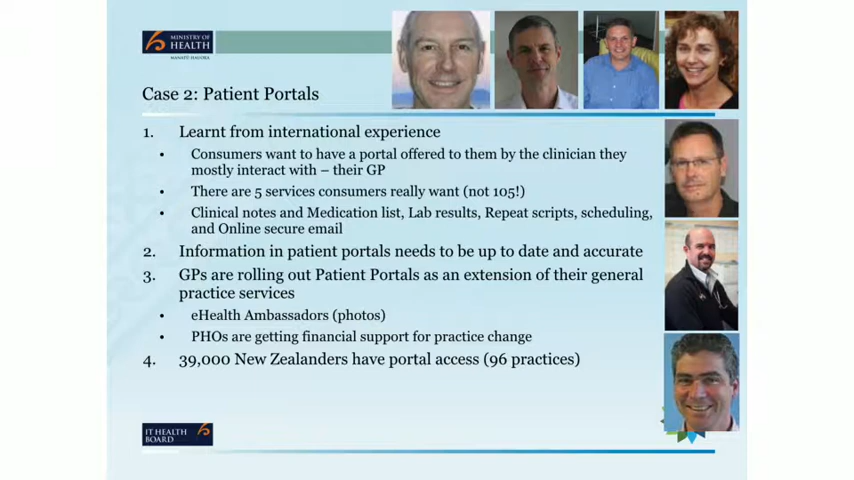 MINISTRY OF
HEALTH
MANATŪ HAUORA
Case 2: Patient Portals
1. Learnt from international experience
• Consumers want to have a portal offered to them by the clinician they
mostly interact with – their GP
• There are 5 services consumers really want (not 105!)
• Clinical notes and Medication list, Lab results, Repeat scripts, scheduling,
and Online secure email
2. Information in patient portals needs to be up to date and accurate
3. GPs are rolling out Patient Portals as an extension of their general
practice services
• eHealth Ambassadors (photos)
• PHOs are getting financial support for practice change
4. 39,000 New Zealanders have portal access (96 practices)
IT HEALTH
BOARD